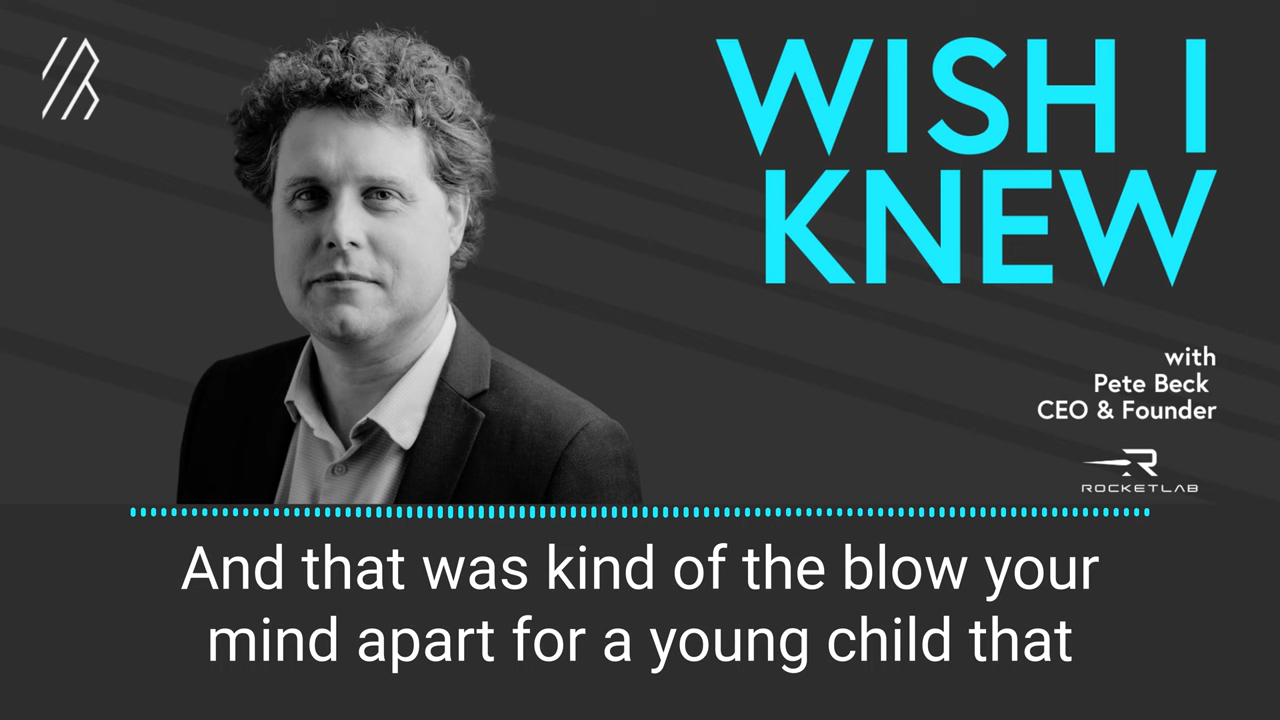 WISH I
KNEW
with
Pete Beck
CEO & Founder
ROCKETLAB
And that was kind of the blow your
mind apart for a young child that